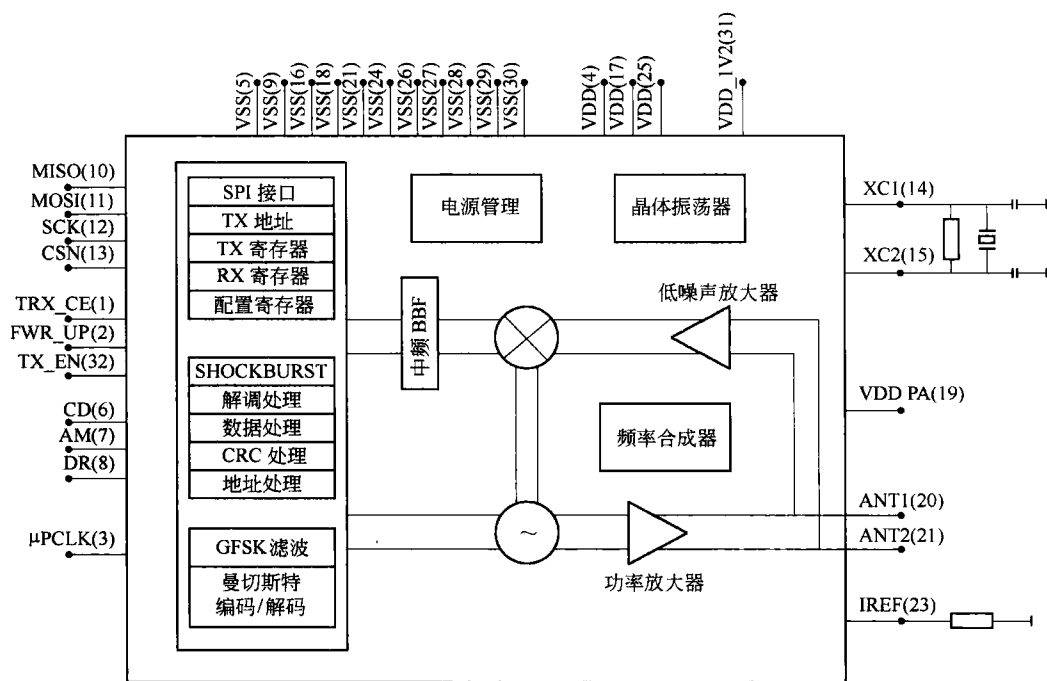 VSS(5)
VSS(9)
VSS(16)
VSS(18)
VSS(21)
VSS(24)
VSS(26)
VSS(27)
VSS(28)
VSS(29)
VSS(30)
VDD(4)
VDD(17)
VDD(25)
VDD_1V2(31)
MISO(10)
MOSI(11)
SCK(12)
CSN(13)
TRX_CE(1)
FWR_UP(2)
TX_EN(32)
CD(6)
AM(7)
DR(8)
μPCLK(3)
SPI 接口
TX 地址
TX 寄存器
RX 寄存器
配置寄存器
SHOCKBURST
解调处理
数据处理
CRC 处理
地址处理
GFSK 滤波
曼切斯特
编码/解码
电源管理
晶体振荡器
中频 BBF
低噪声放大器
频率合成器
~
功率放大器
XC1(14)
XC2(15)
VDD PA(19)
ANT1(20)
ANT2(21)
IREF(23)